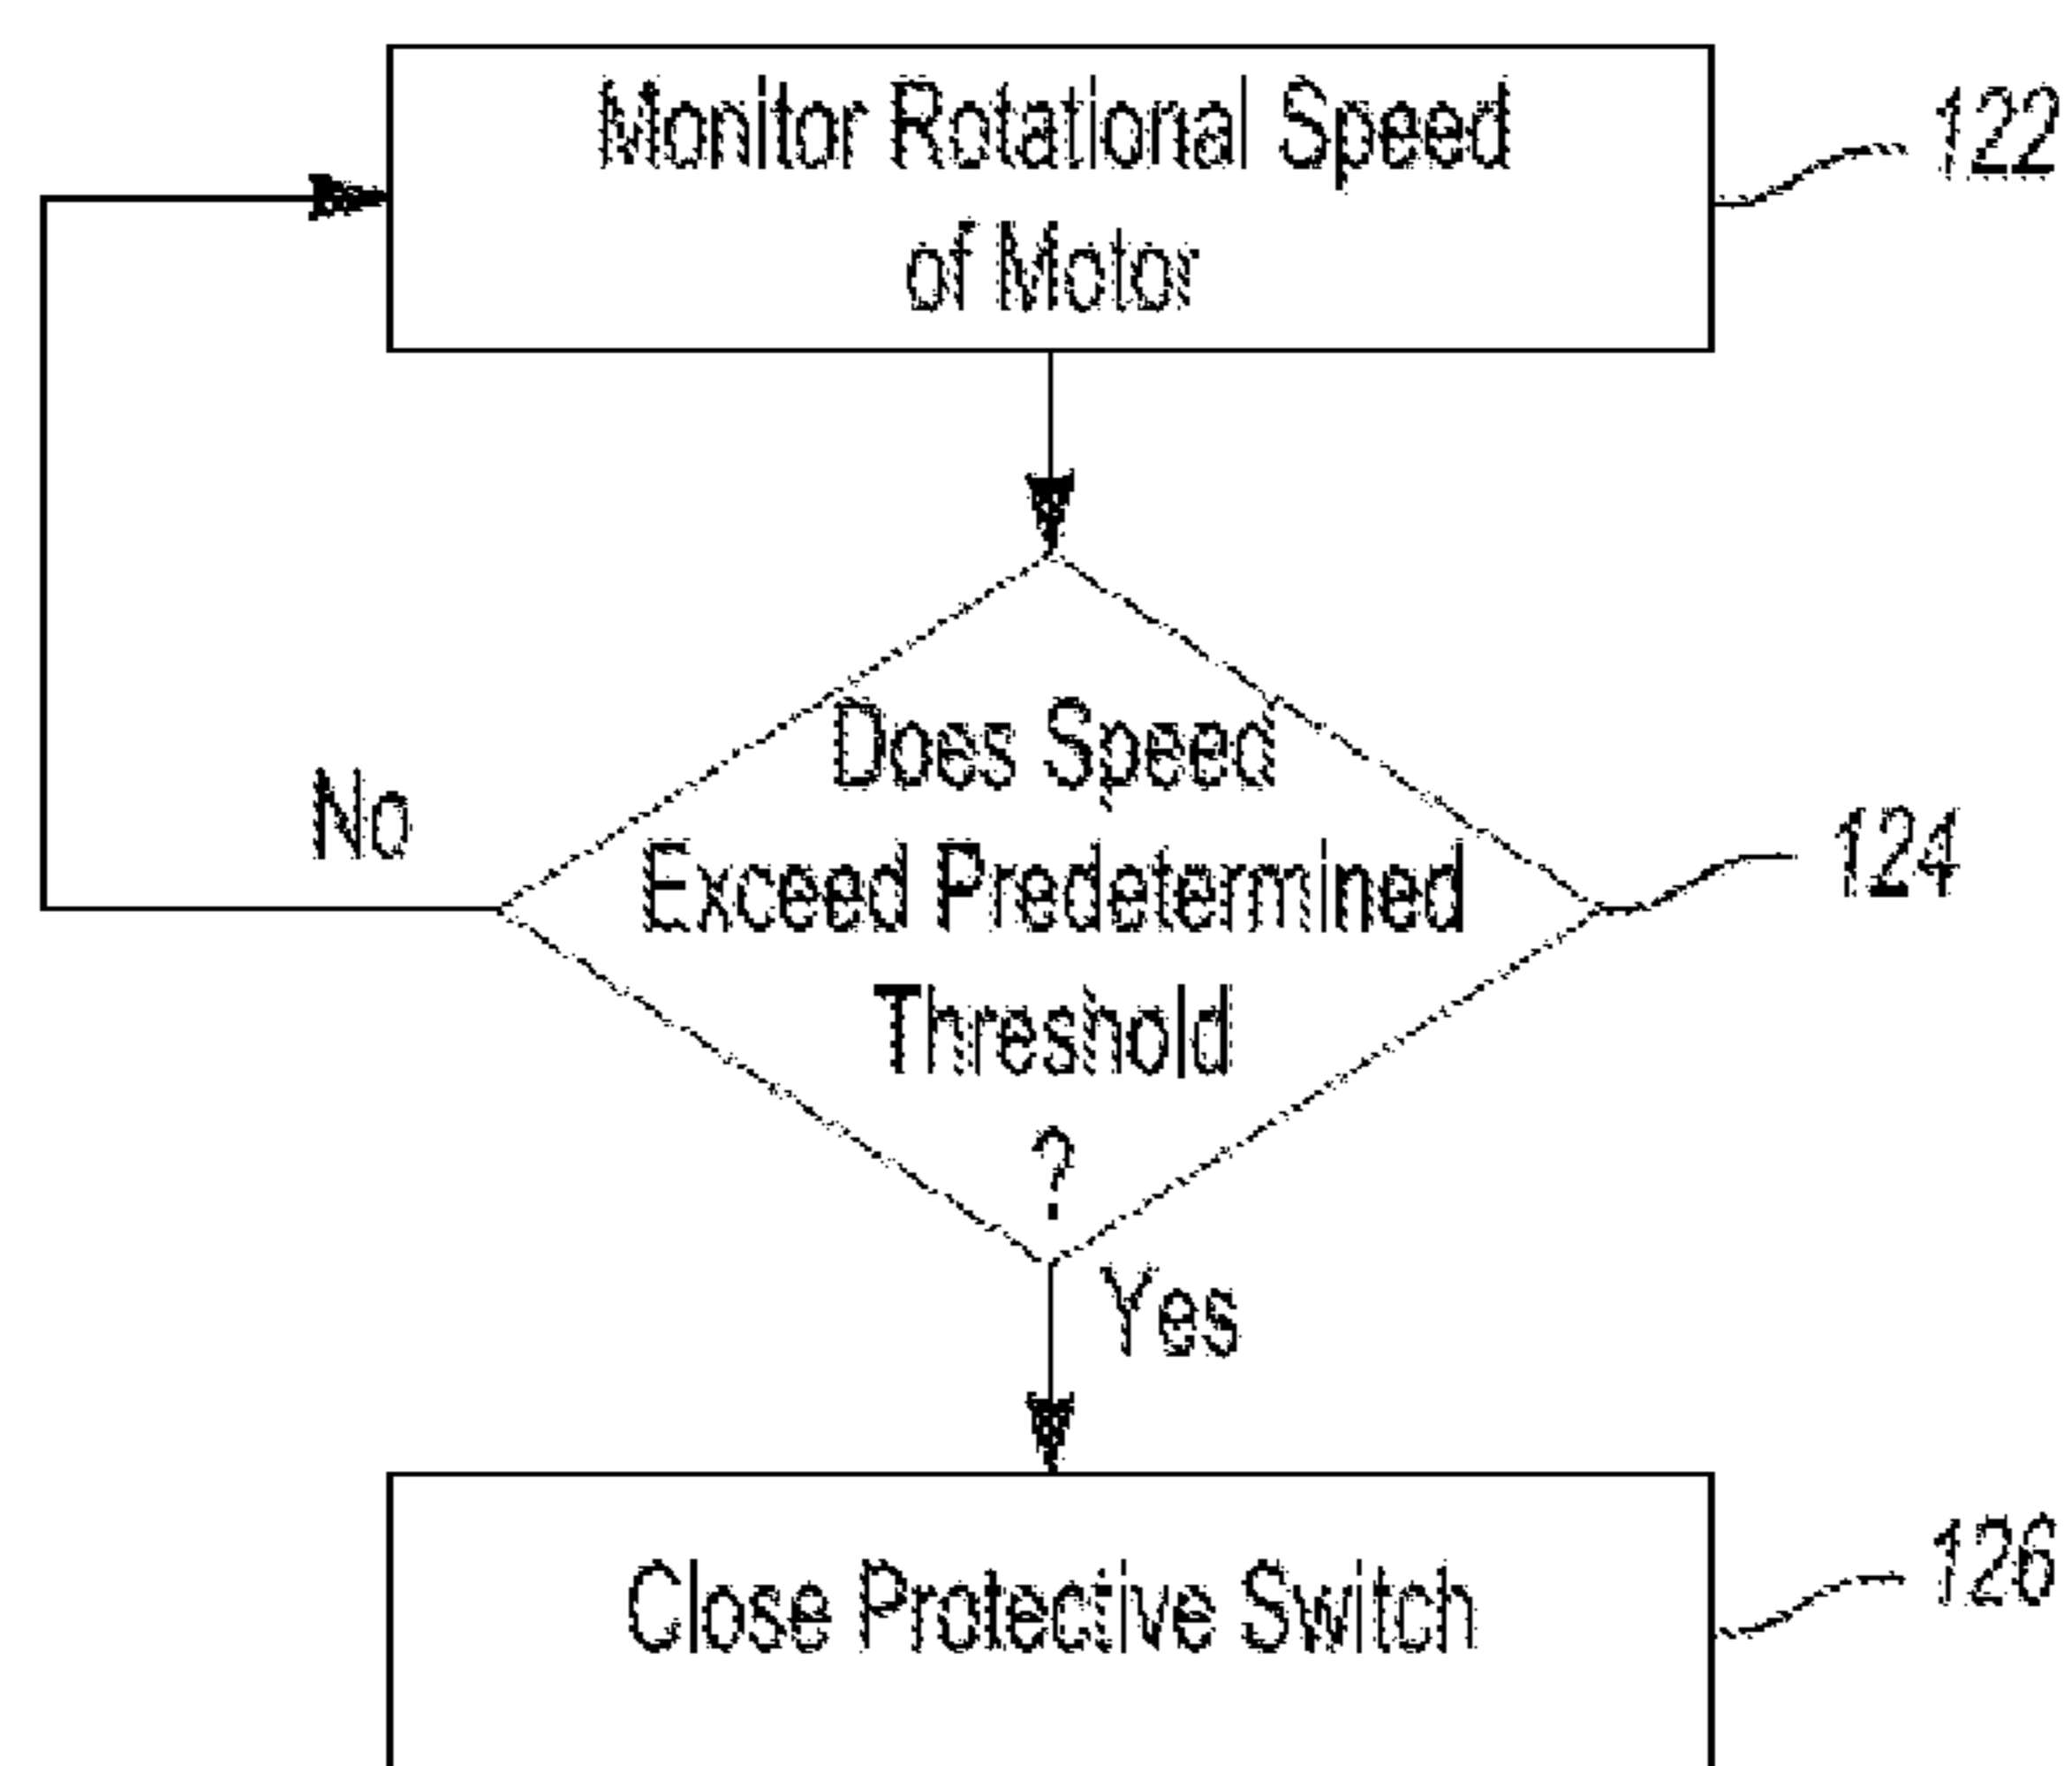 Monitor Rotational Speed
of Motor
122
Does Speed
Exceed Predetermined
Threshold
?
No
124
Yes
Close Protective Switch
126